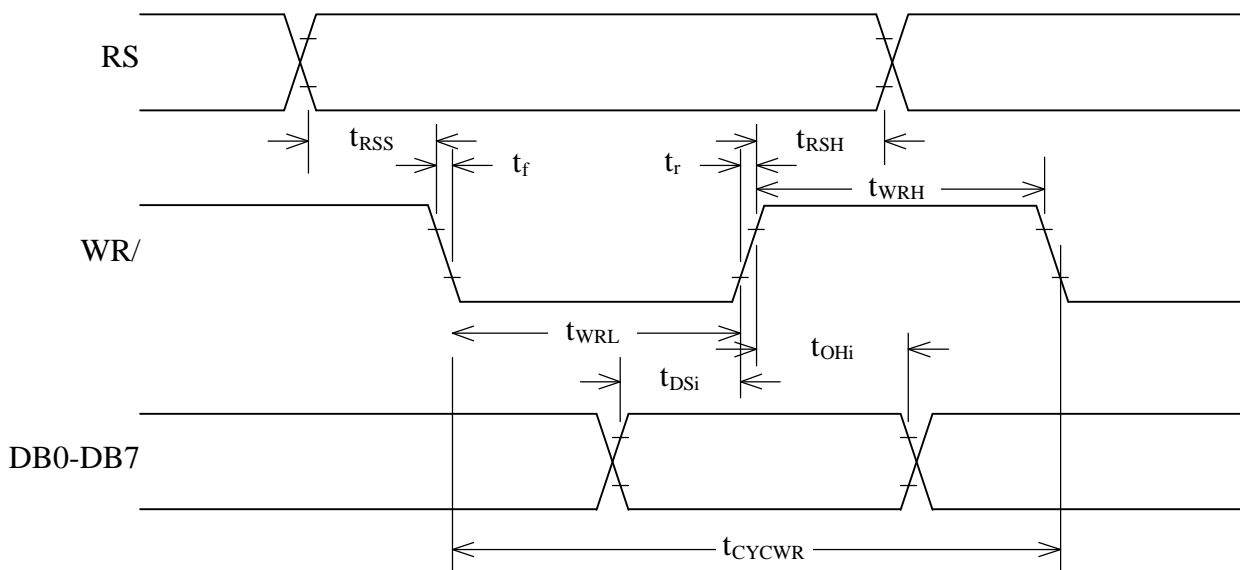 RS
tRSS
tRSH
tf
tr
tWRH
WR/
tWRL
tOHi
tDSi
DB0-DB7
tCYCWR